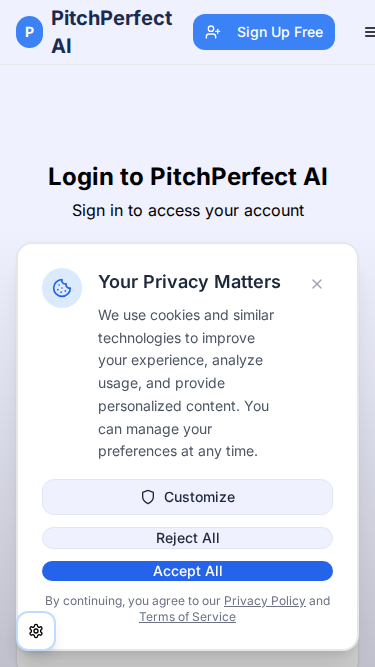 P
PitchPerfect
AI
Sign Up Free
Login to PitchPerfect AI
Sign in to access your account
Your Privacy Matters
We use cookies and similar
technologies to improve
your experience, analyze
usage, and provide
personalized content. You
can manage your
preferences at any time.
Customize
Reject All
Accept All
By continuing, you agree to our Privacy Policy and
Terms of Service